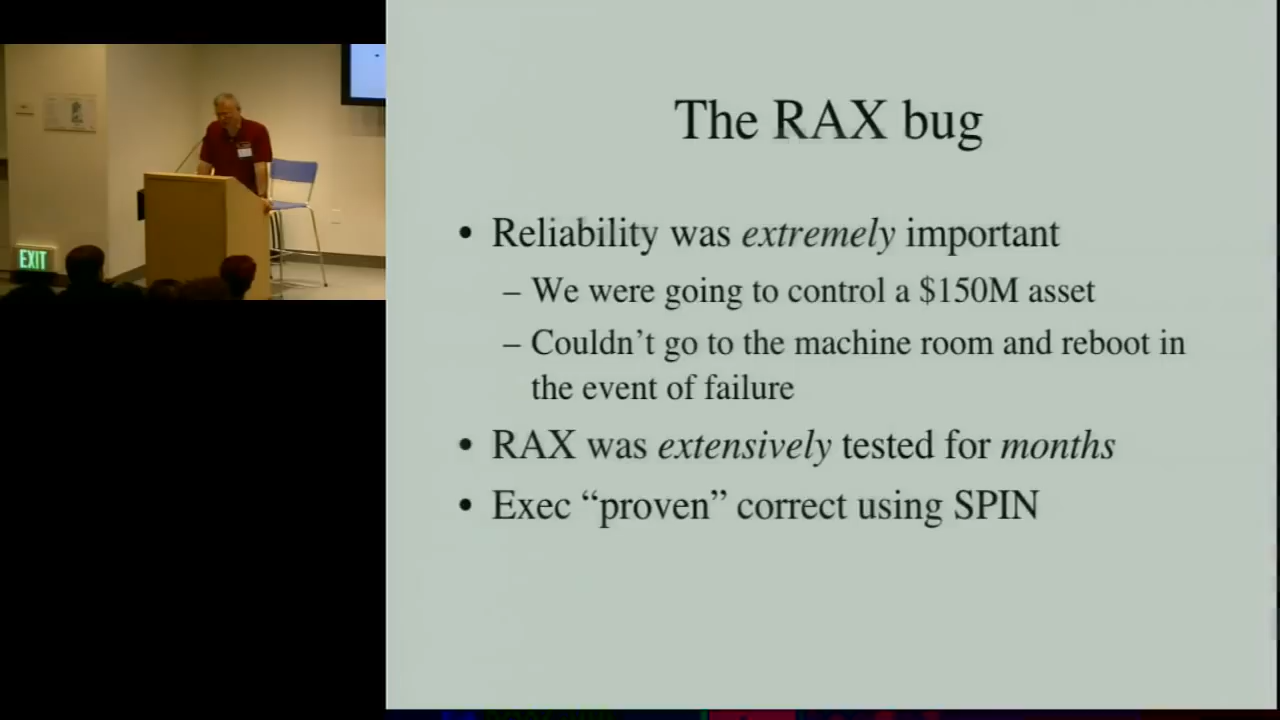 The RAX bug
• Reliability was extremely important
– We were going to control a $150M asset
– Couldn’t go to the machine room and reboot in
the event of failure
• RAX was extensively tested for months
• Exec “proven” correct using SPIN
EXIT